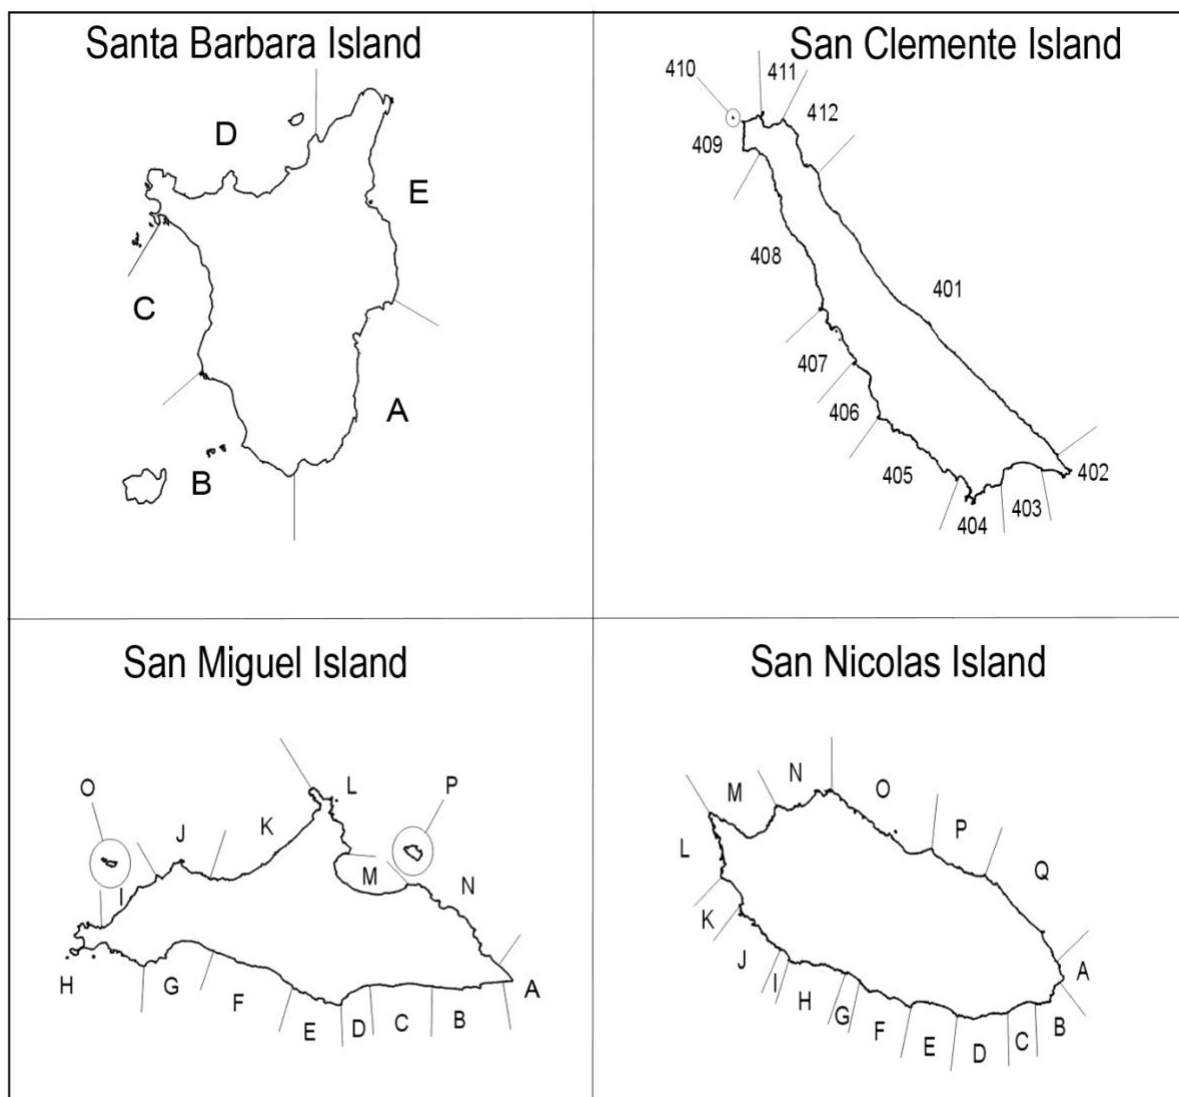 Santa Barbara Island
D
E
C
A
B
San Clemente Island
410
411
412
409
408
401
407
406
405
402
403
404
San Miguel Island
O
L
P
J
K
I
M
N
H
G
F
A
E
D
C
B
San Nicolas Island
M
N
O
L
P
Q
K
J
A
I
H
G
F
E
D
C
B